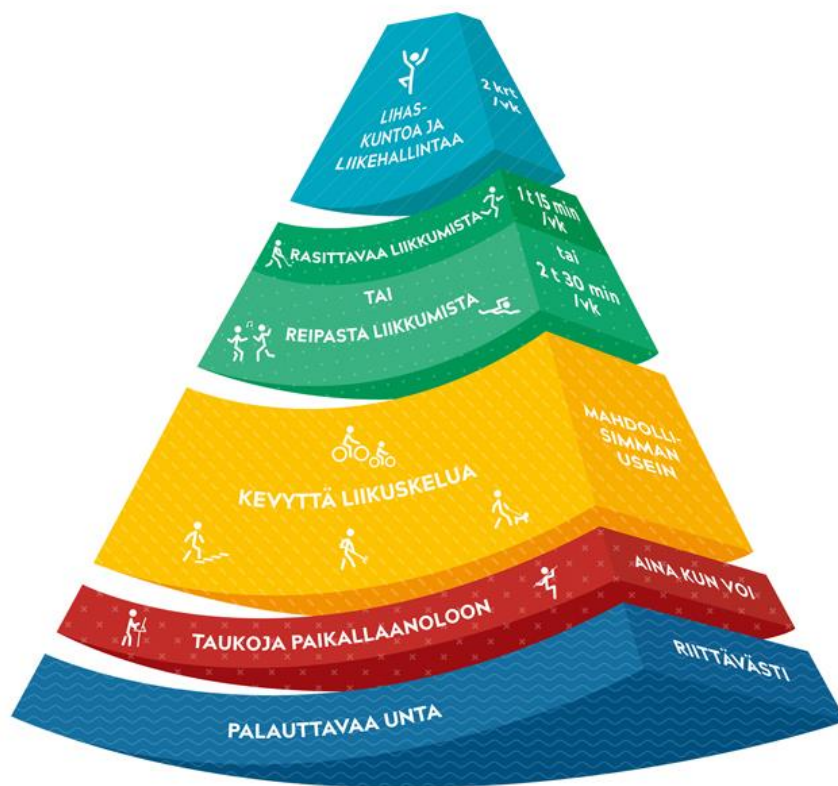 LIHAS-
KUNTOA JA
LIIKEHALLINTAA
2 krt
/vk
RASITTAVAA LIIKKUMISTA
1 t 15 min
/vk
TAI
tai
REIPASTA LIIKKUMISTA
2 t 30 min
/vk
KEVYTTÄ LIIKUSKELUA
MAHDOLLI-
SIMMAN
USEIN
TAUKOJA PAIKALLAANOLOON
AINA KUN VOI
PALAUTTAVAA UNTA
RIITTÄVÄSTI